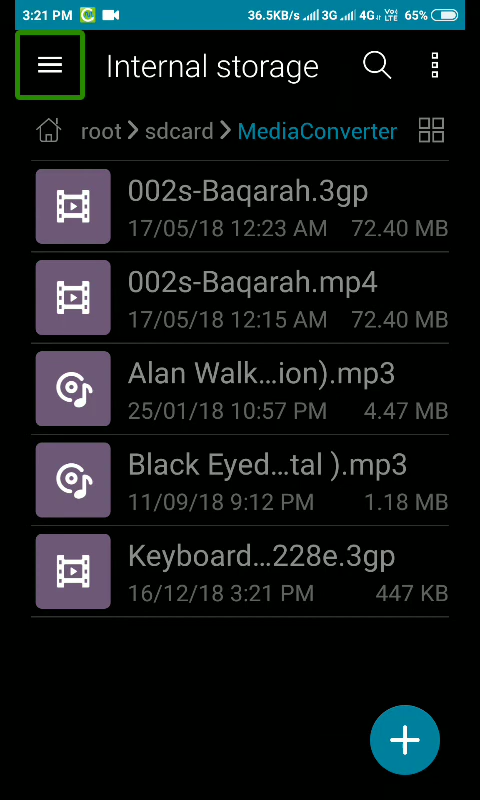 3:21 PM 36.5KB/s 3G 4G VoLTE 65%
Internal storage
root sdcard MediaConverter
002s-Baqarah.3gp
17/05/18 12:23 AM 72.40 MB
002s-Baqarah.mp4
17/05/18 12:15 AM 72.40 MB
Alan Walk...ion).mp3
25/01/18 10:57 PM 4.47 MB
Black Eyed...tal ).mp3
11/09/18 9:12 PM 1.18 MB
Keyboard...228e.3gp
16/12/18 3:21 PM 447 KB